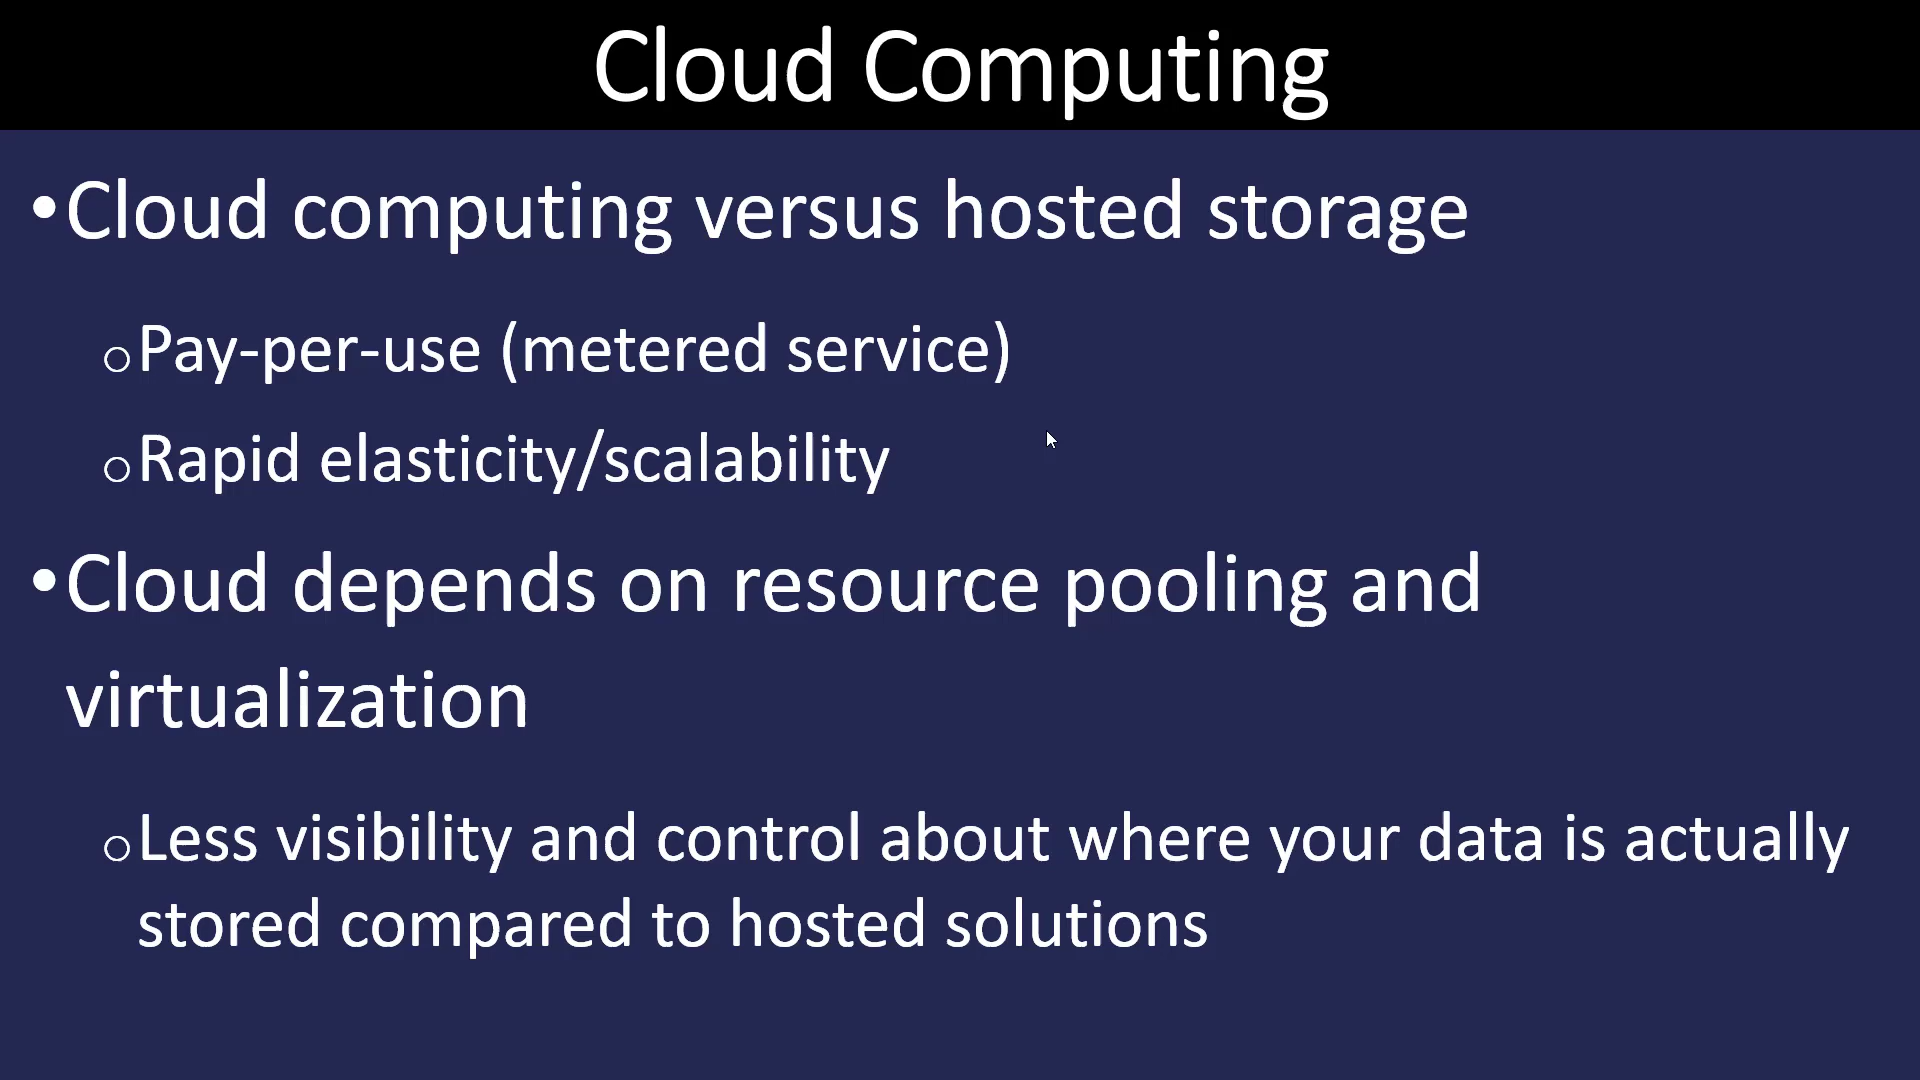 Cloud Computing
•Cloud computing versus hosted storage
○Pay-per-use (metered service)
○Rapid elasticity/scalability
•Cloud depends on resource pooling and
virtualization
○Less visibility and control about where your data is actually
stored compared to hosted solutions